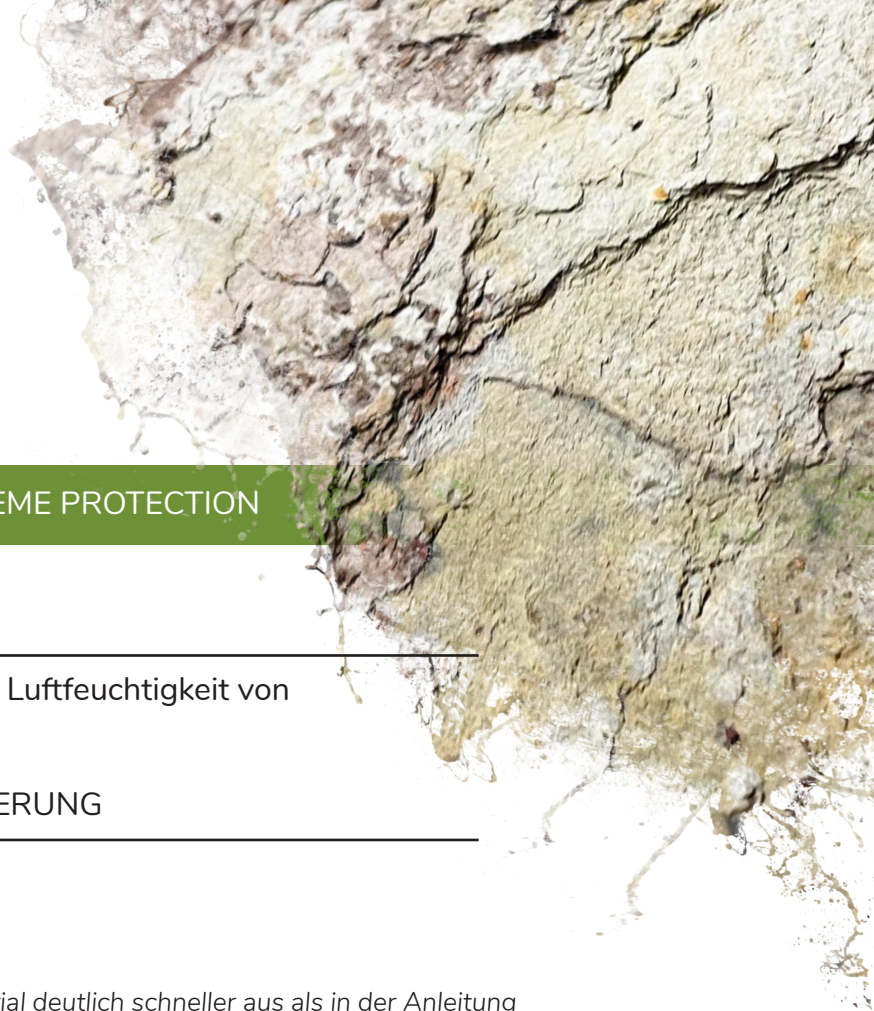 EME PROTECTION
Luftfeuchtigkeit von
ERUNG
ial deutlich schneller aus als in der Anleitung